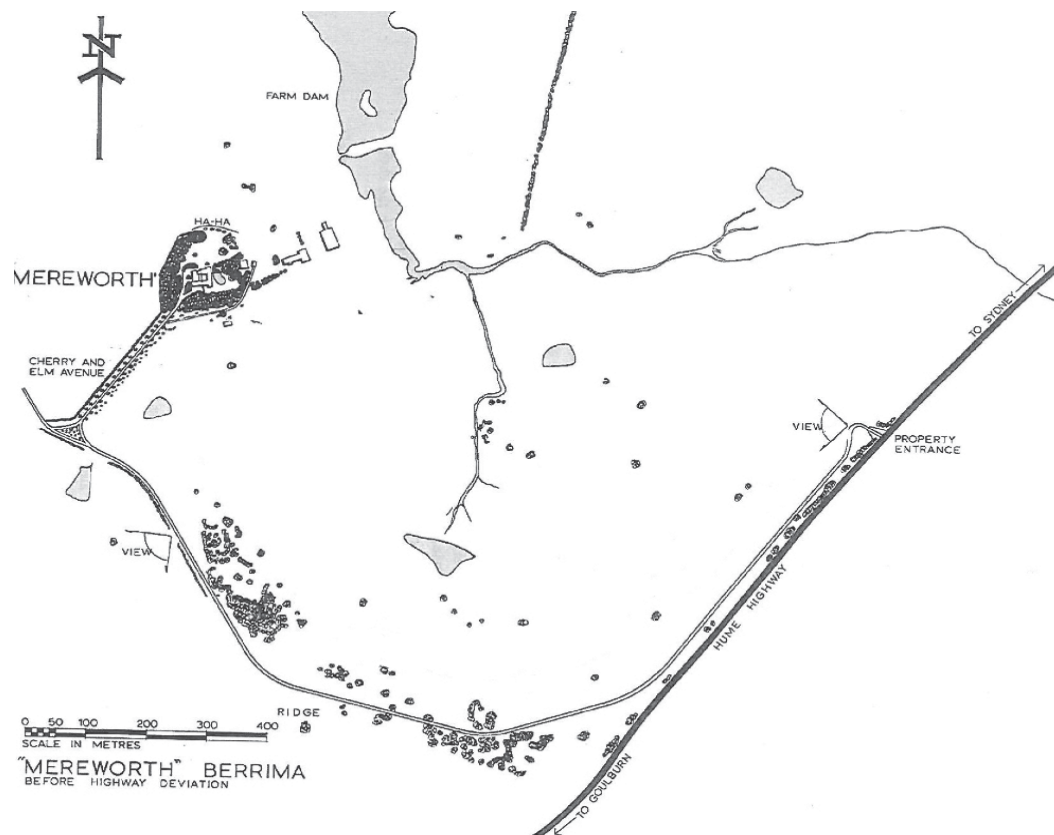 N
FARM DAM
HA-HA
MEREWORTH'
TO SYDNEY
CHERRY AND
ELM AVENUE
VIEW
PROPERTY
ENTRANCE
VIEW
HUME HIGHWAY
RIDGE
0 50 100 200 300 400
SCALE IN METRES
"MEREWORTH" BERRIMA
BEFORE HIGHWAY DEVIATION
TO GOULBURN